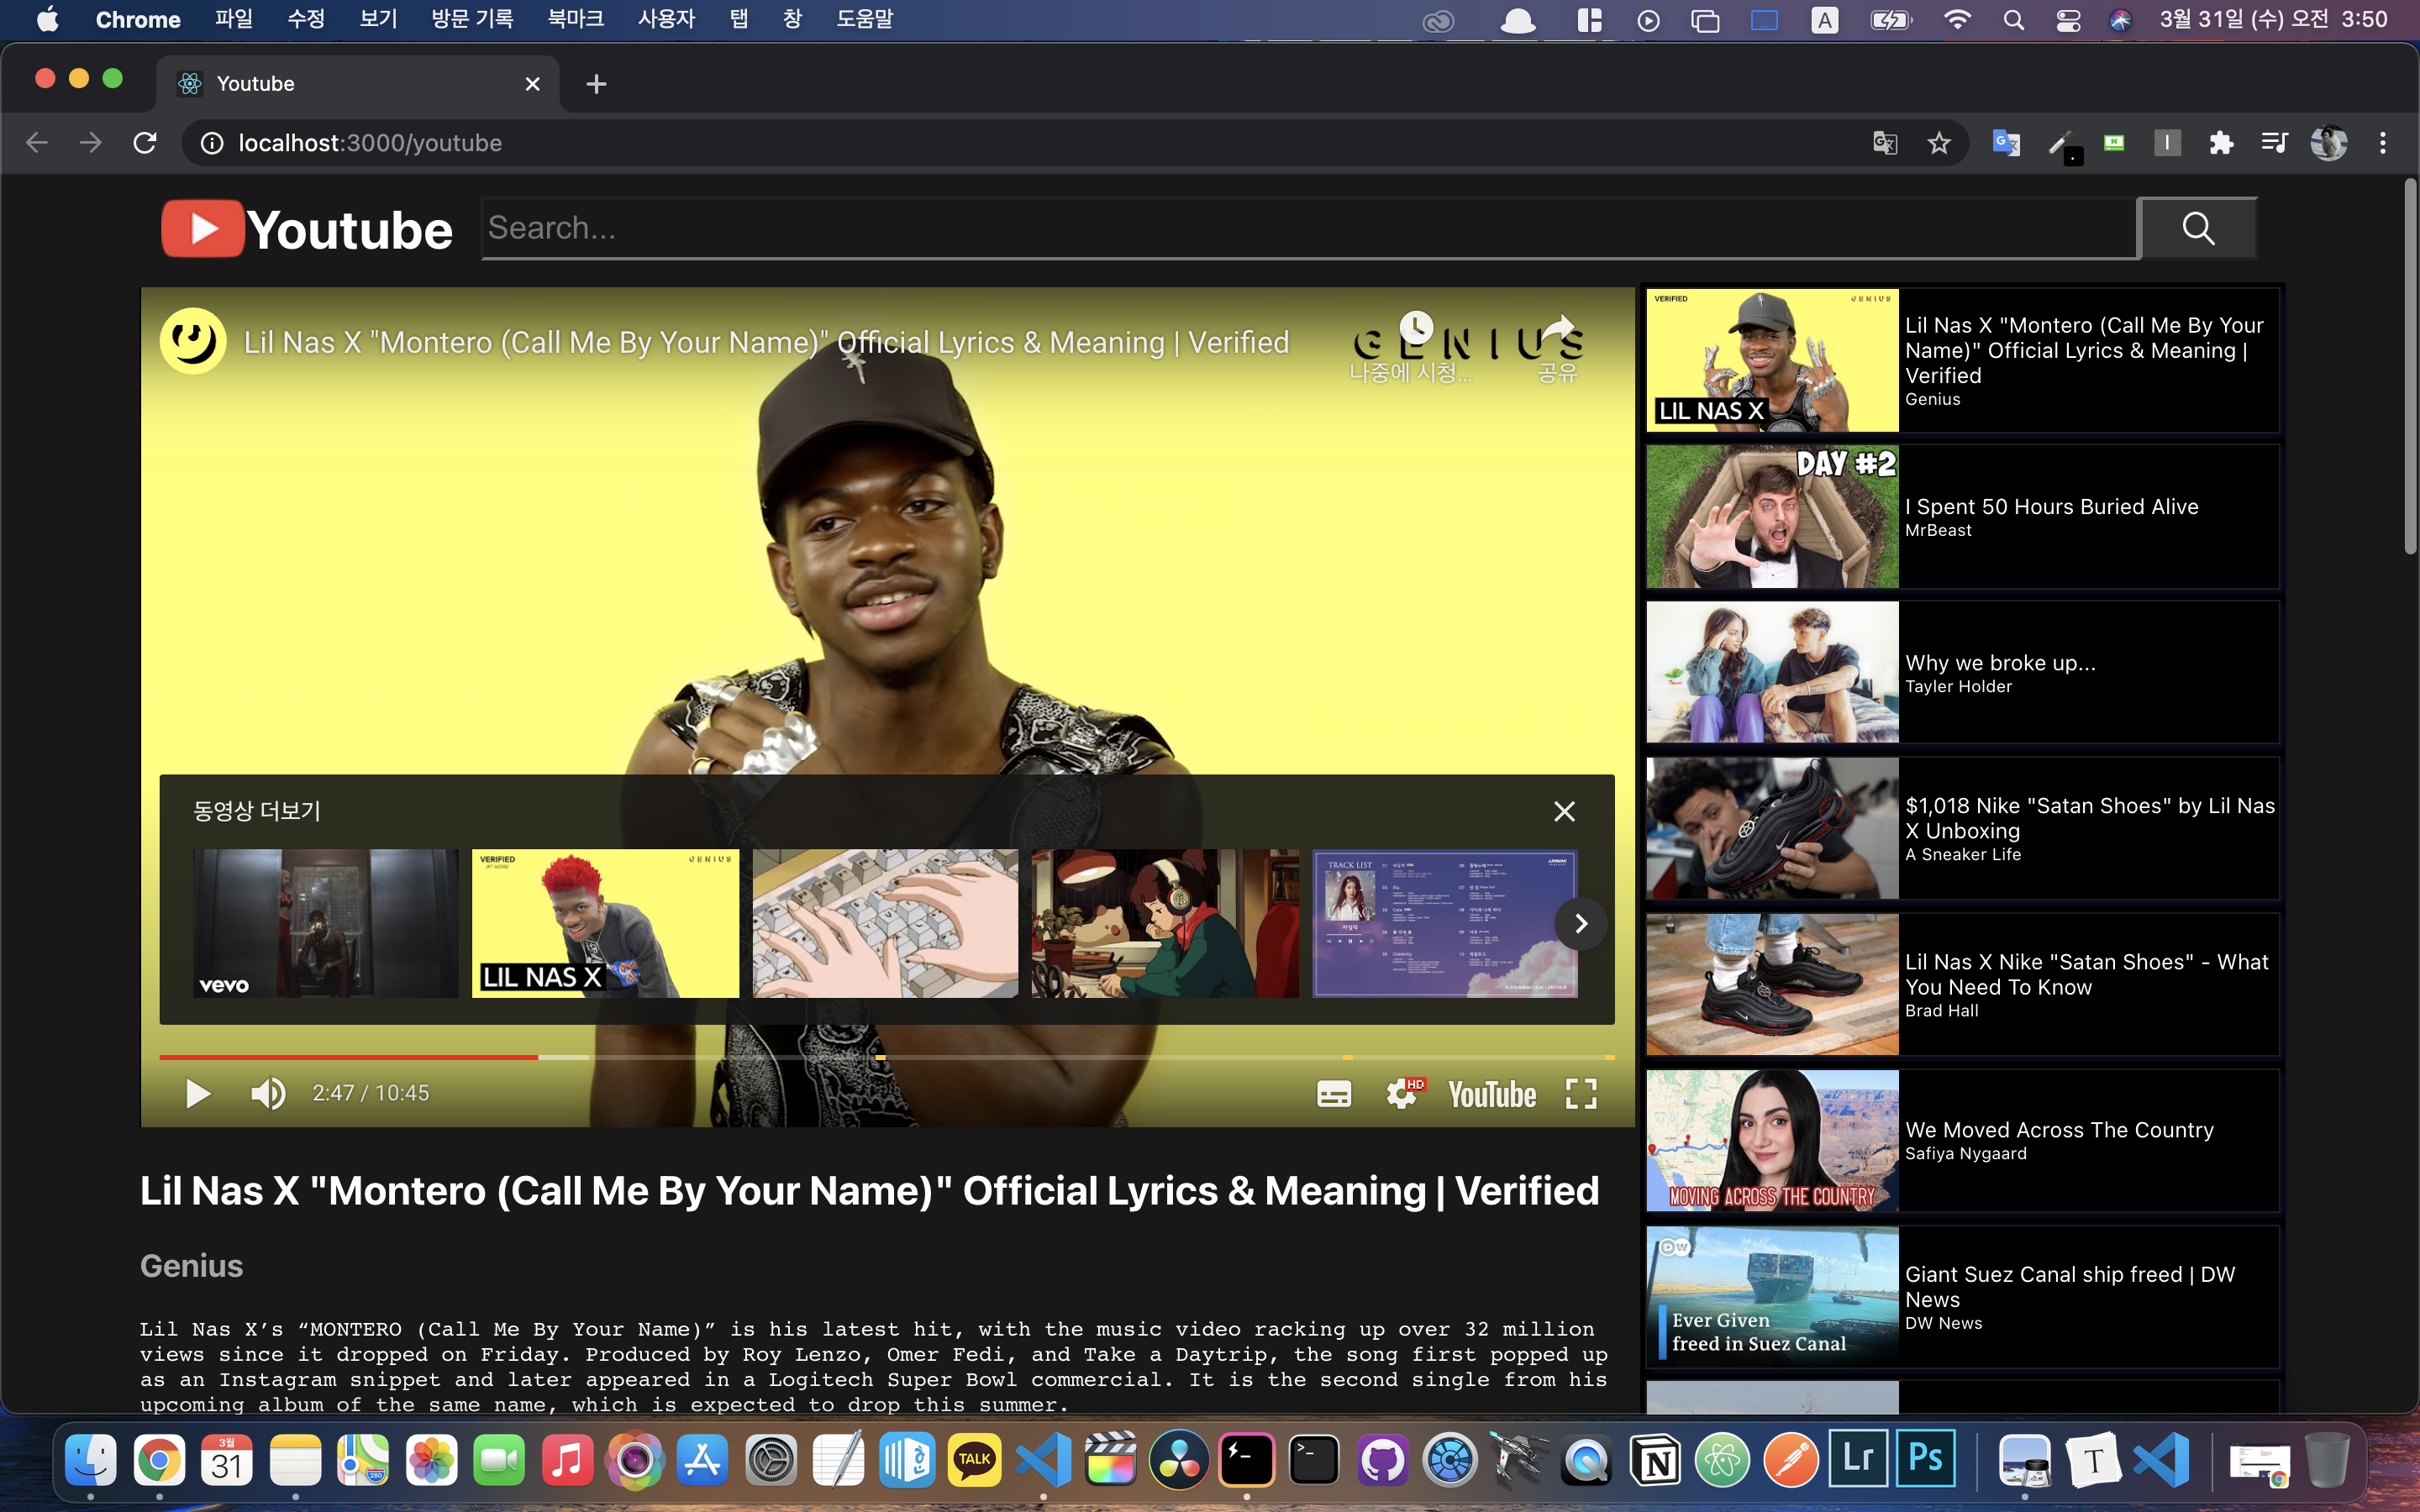 Chrome 파일 수정 보기 방문 기록 북마크 사용자 탭 창 도움말
A
3월 31일 (수) 오전 3:50
Youtube
localhost:3000/youtube
Youtube
Search...
Lil Nas X "Montero (Call Me By Your Name)" Official Lyrics & Meaning | Verified
GENIUS
나중에 시청...
공유
동영상 더보기
vevo
VERIFIED
AT HOME
GENIUS
LIL NAS X
TRACK LIST
2:47 / 10:45
HD
YouTube
Lil Nas X "Montero (Call Me By Your Name)" Official Lyrics & Meaning | Verified
Genius
Lil Nas X’s “MONTERO (Call Me By Your Name)” is his latest hit, with the music video racking up over 32 million
views since it dropped on Friday. Produced by Roy Lenzo, Omer Fedi, and Take a Daytrip, the song first popped up
as an Instagram snippet and later appeared in a Logitech Super Bowl commercial. It is the second single from his
upcoming album of the same name, which is expected to drop this summer.
VERIFIED
GENIUS
LIL NAS X
Lil Nas X "Montero (Call Me By Your
Name)" Official Lyrics & Meaning |
Verified
Genius
DAY #2
I Spent 50 Hours Buried Alive
MrBeast
Why we broke up...
Tayler Holder
$1,018 Nike "Satan Shoes" by Lil Nas
X Unboxing
A Sneaker Life
Lil Nas X Nike "Satan Shoes" - What
You Need To Know
Brad Hall
MOVING ACROSS THE COUNTRY
We Moved Across The Country
Safiya Nygaard
DW
Ever Given
freed in Suez Canal
Giant Suez Canal ship freed | DW
News
DW News
3월
31
280
TALK
N
Lr
Ps
T